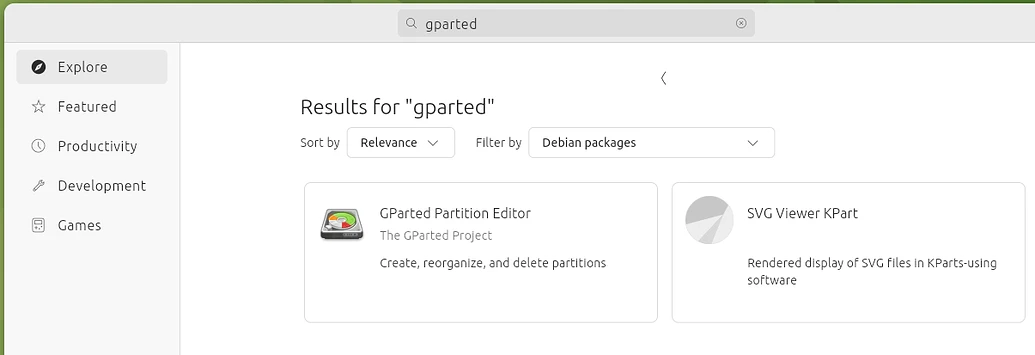 gparted
Explore
Featured
Productivity
Development
Games
Results for "gparted"
Sort by Relevance Filter by Debian packages
GParted Partition Editor
The GParted Project
Create, reorganize, and delete partitions
SVG Viewer KPart
Rendered display of SVG files in KParts-using
software